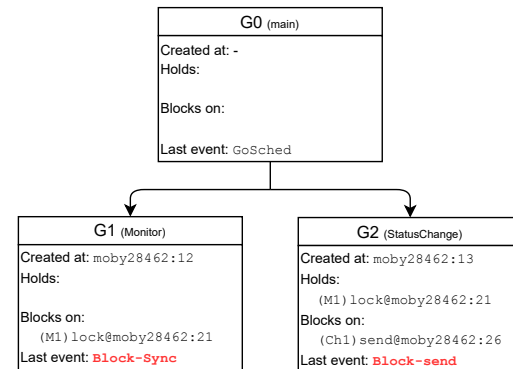 G0 (main)
Created at: -
Holds:
Blocks on:
Last event: GoSched
G1 (Monitor)
Created at: moby28462:12
Holds:
Blocks on:
(M1)lock@moby28462:21
Last event: Block-Sync
G2 (StatusChange)
Created at: moby28462:13
Holds:
(M1)lock@moby28462:21
Blocks on:
(Ch1)send@moby28462:26
Last event: Block-send